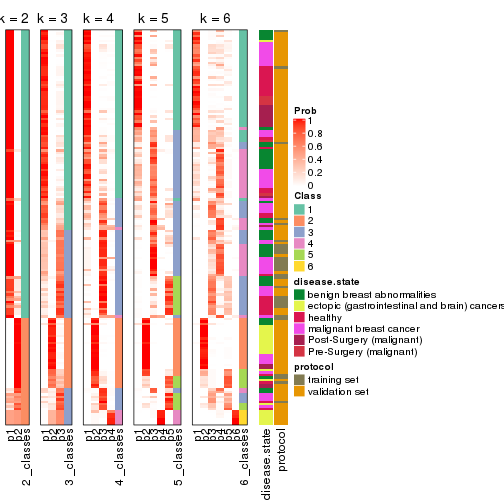 k = 2 k = 3 k = 4 k = 5 k = 6
Prob
1
0.8
0.6
0.4
0.2
0
Class
1
2
3
4
5
6
disease.state
benign breast abnormalities
ectopic (gastrointestinal and brain) cancers
healthy
malignant breast cancer
Post-Surgery (malignant)
Pre-Surgery (malignant)
protocol
training set
validation set
p1
p2
2_classes
p1
p2
p3
3_classes
p1
p2
p3
p4
4_classes
p1
p2
p3
p4
p5
5_classes
p1
p2
p3
p4
p5
p6
6_classes
disease.state
protocol